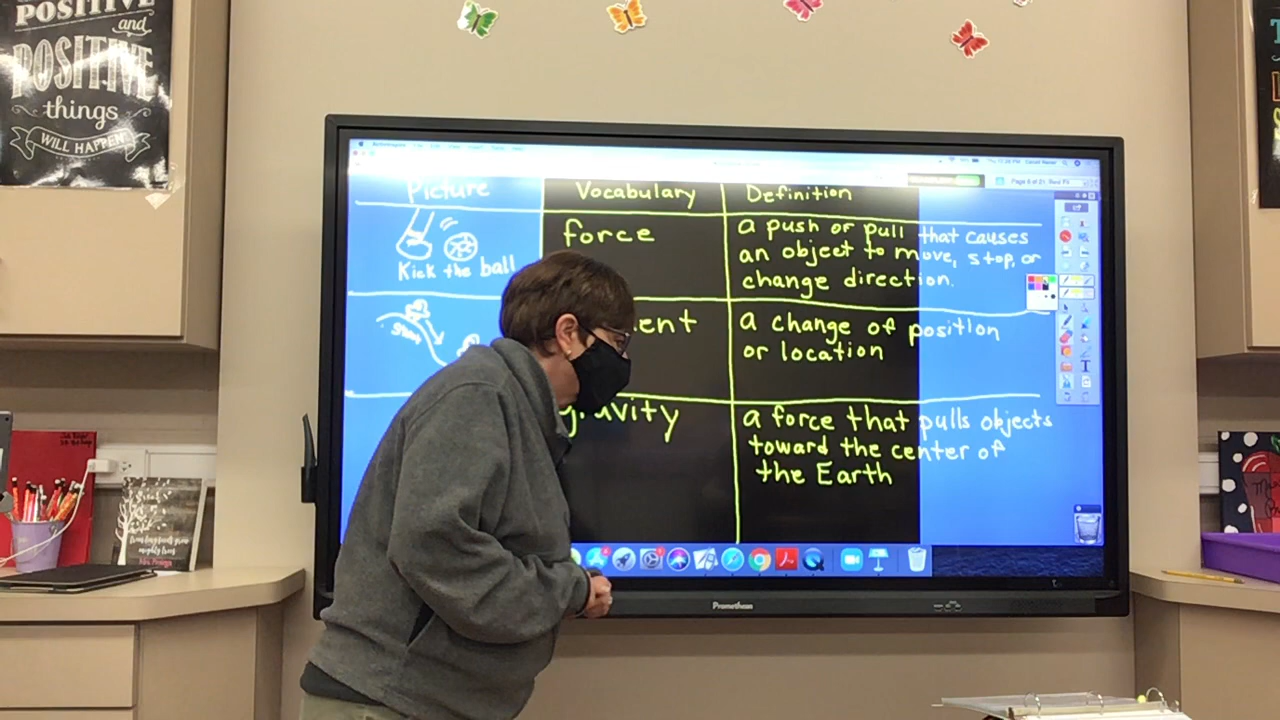 POSITIVE
and
POSITIVE
things
WILL HAPPEN
Picture Vocabulary Definition
Kick the ball
force
a push or pull that causes
an object to move, stop, or
change direction.
ent
a change of position
or location
gravity
a force that pulls objects
toward the center of
the Earth
Promethean